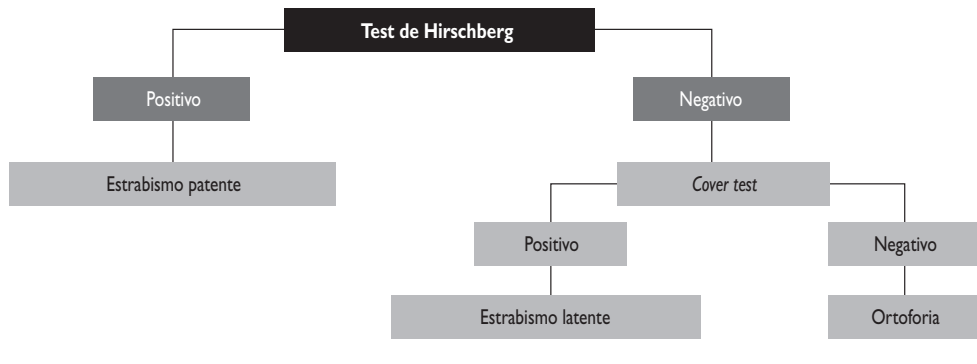 Test de Hirschberg
Positivo
Negativo
Estrabismo patente
Cover test
Positivo
Negativo
Estrabismo latente
Ortoforia